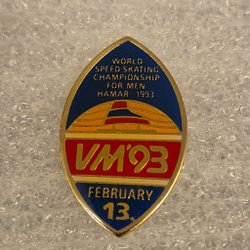 WORLD
SPEED SKATING
CHAMPIONSHIP
FOR MEN
HAMAR 1993
VM'93
FEBRUARY
13.